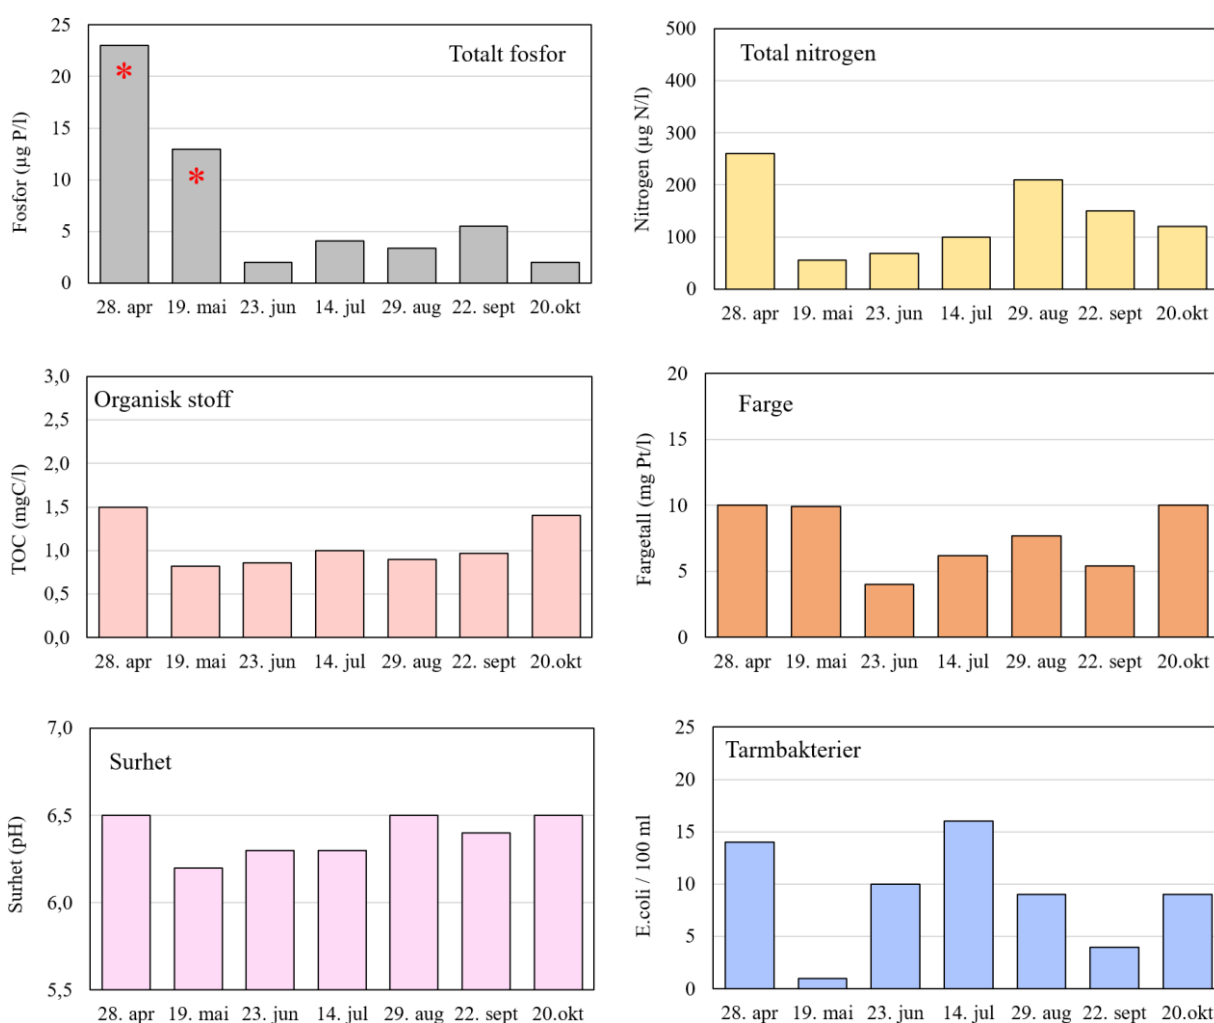 Totalt fosfor
Fosfor (µg P/l)
25
20
15
10
5
0
28. apr 19. mai 23. jun 14. jul 29. aug 22. sept 20.okt
*
*
Total nitrogen
Nitrogen (µg N/l)
500
400
300
200
100
0
28. apr 19. mai 23. jun 14. jul 29. aug 22. sept 20.okt
Organisk stoff
TOC (mgC/l)
3,0
2,5
2,0
1,5
1,0
0,5
0,0
28. apr 19. mai 23. jun 14. jul 29. aug 22. sept 20.okt
Farge
Fargetall (mg Pt/l)
20
15
10
5
0
28. apr 19. mai 23. jun 14. jul 29. aug 22. sept 20.okt
Surhet
Surhet (pH)
7,0
6,5
6,0
5,5
28. apr 19. mai 23. jun 14. jul 29. aug 22. sept 20.okt
Tarmbakterier
E.coli / 100 ml
25
20
15
10
5
0
28. apr 19. mai 23. jun 14. jul 29. aug 22. sept 20.okt